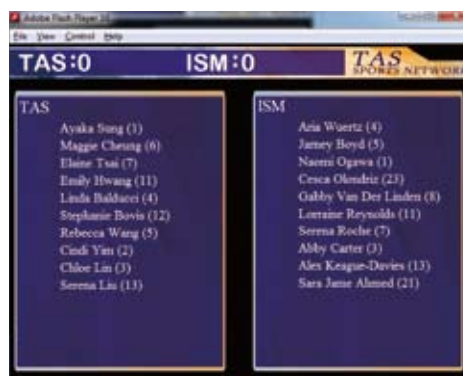 Adobe Flash Player 10
File View Control Help
TAS:0 ISM:0 TAS
SPORTS NETWORK
TAS
Ayaka Sung (1)
Maggie Cheung (6)
Elaine Tsai (7)
Emily Hwang (11)
Linda Balducci (4)
Stephanie Bovis (12)
Rebecca Wang (5)
Cindi Yim (2)
Chloe Lin (3)
Serena Liu (13)
ISM
Aria Wuertz (4)
Jamey Boyd (5)
Naomi Ogawa (1)
Cesca Olondriz (23)
Gabby Van Der Linden (8)
Lorraine Reynolds (11)
Serena Roche (7)
Abby Carter (3)
Alex Keague-Davies (13)
Sara Jane Ahmed (21)